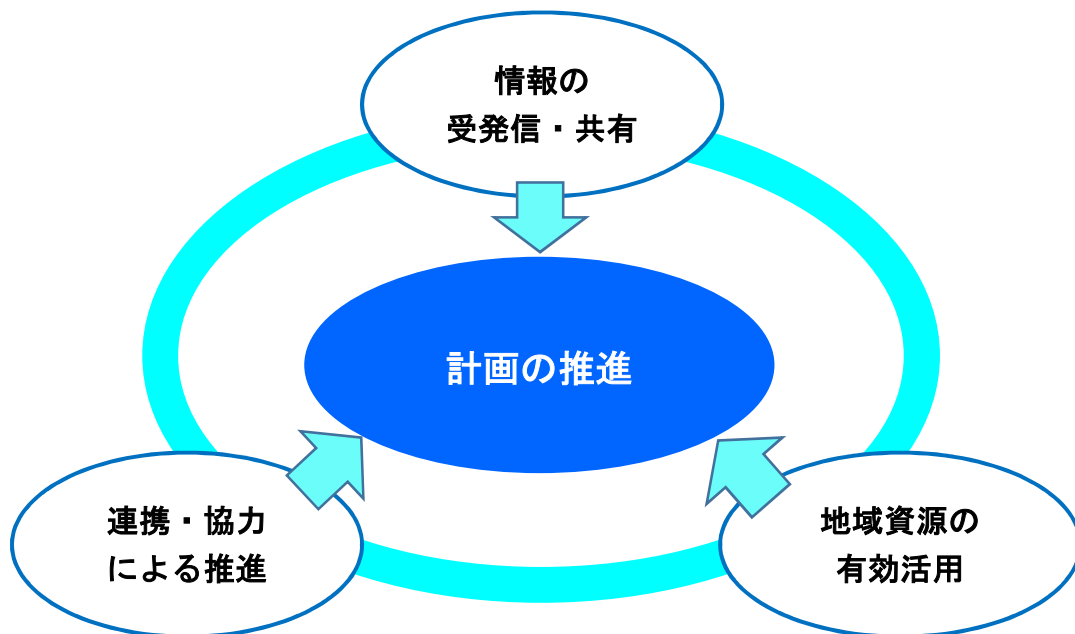 情報の
受発信・共有
計画の推進
連携・協力
による推進
地域資源の
有効活用